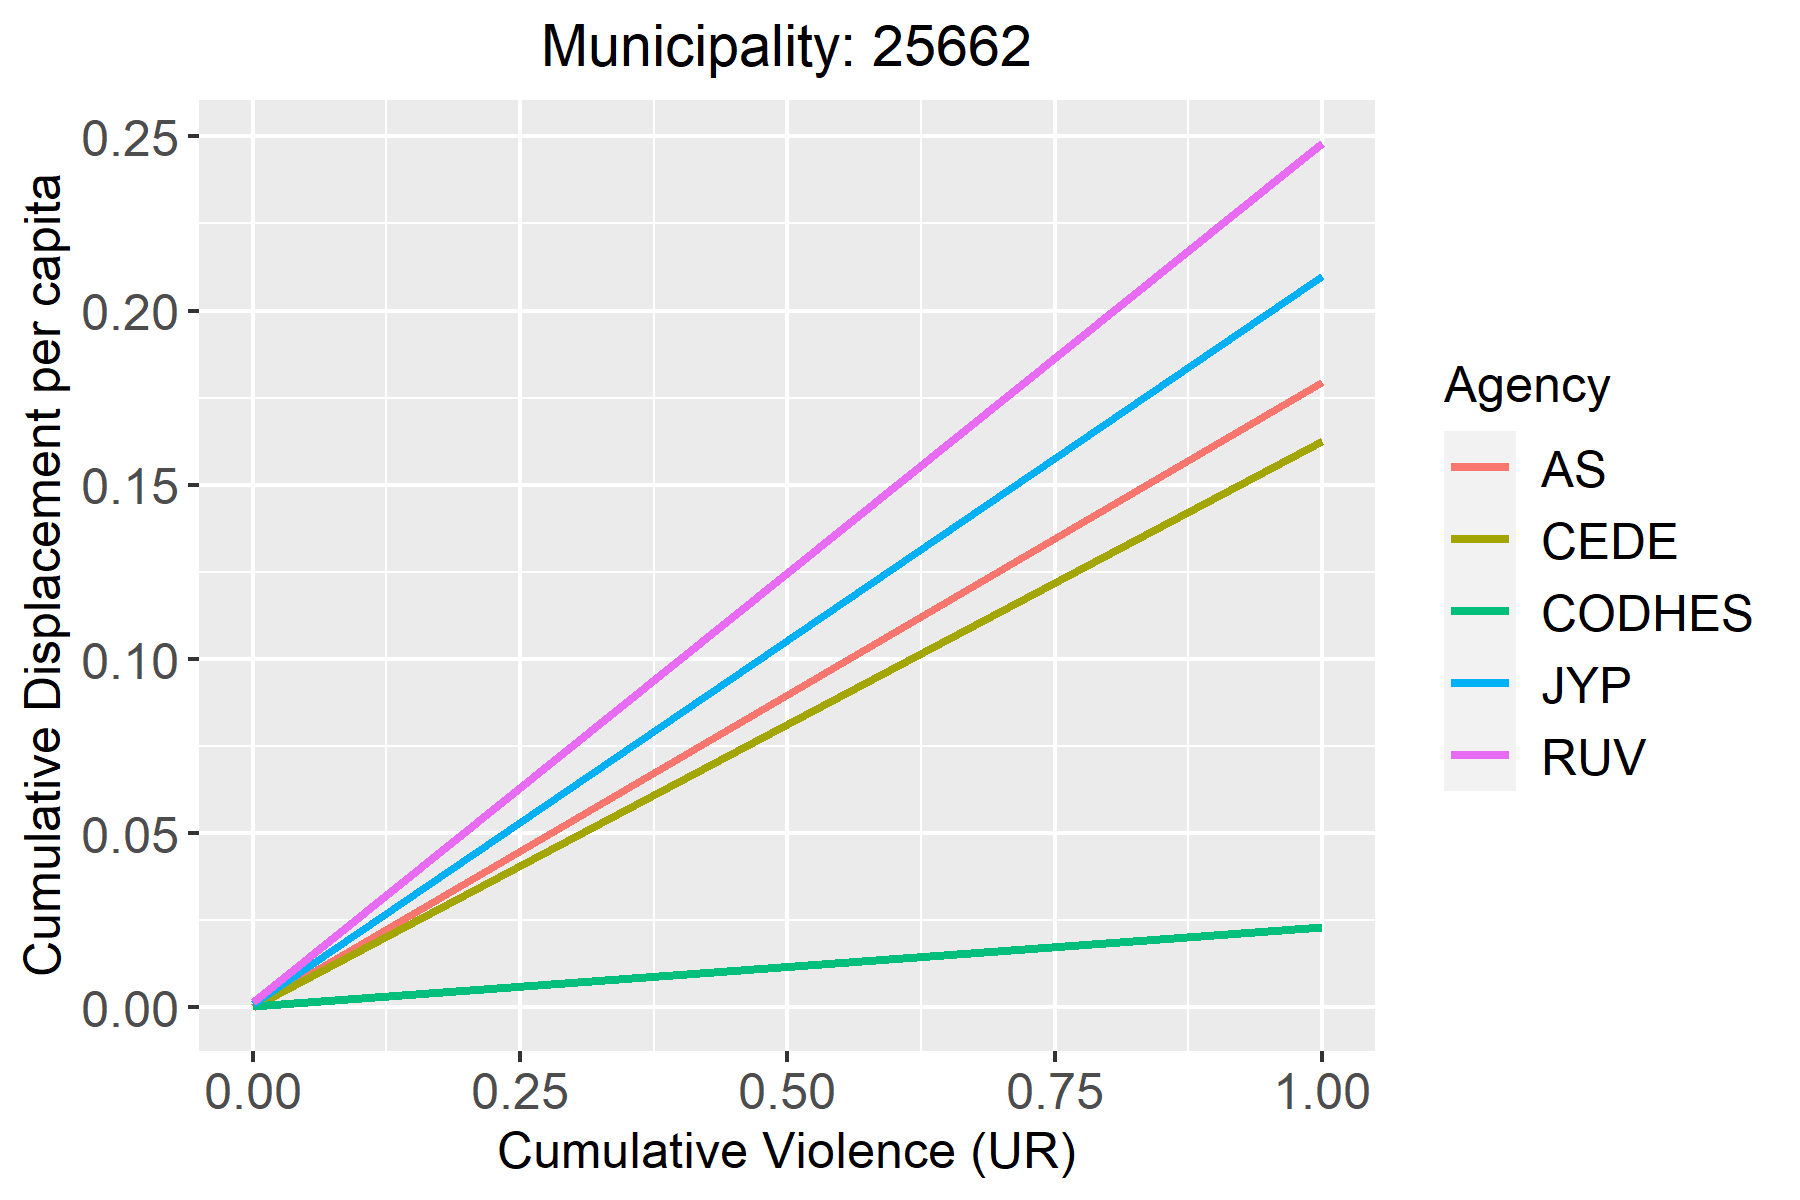 Municipality: 25662
Cumulative Displacement per capita
0.25
0.20
0.15
0.10
0.05
0.00
0.00 0.25 0.50 0.75 1.00
Cumulative Violence (UR)
Agency
AS
CEDE
CODHES
JYP
RUV